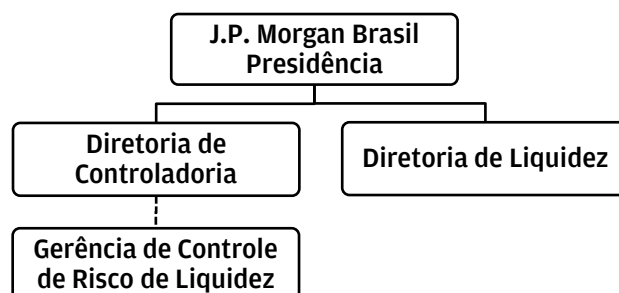 J.P. Morgan Brasil
Presidência
Diretoria de
Controladoria
Diretoria de Liquidez
Gerência de Controle
de Risco de Liquidez